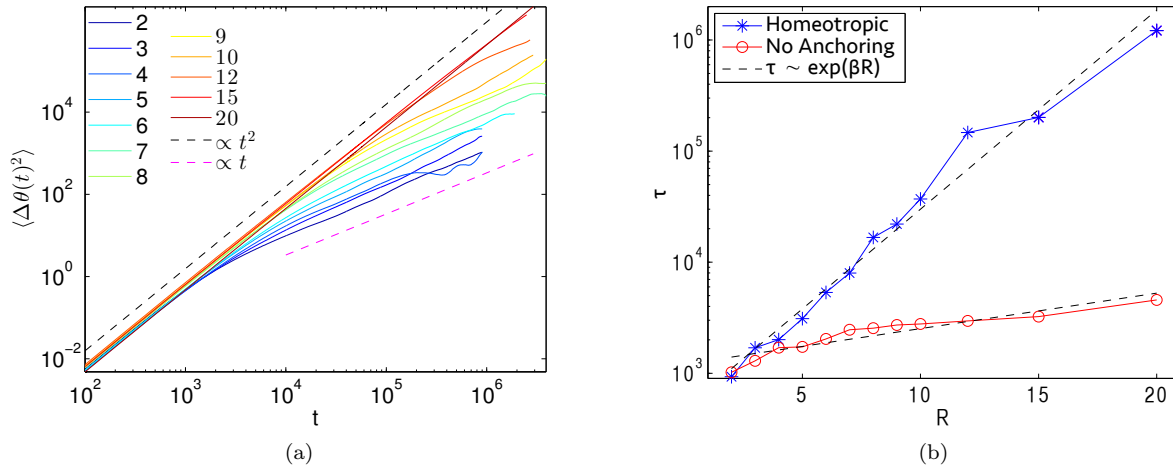 2
3
4
5
6
7
8
9
10
12
15
20
∝ t²
∝ t
10⁴
10²
10⁰
10⁻²
⟨Δθ(t)²⟩
10²
10³
10⁴
10⁵
10⁶
t
(a)
Homeotropic
No Anchoring
τ ~ exp(βR)
10⁶
10⁵
10⁴
10³
τ
5
10
15
20
R
(b)